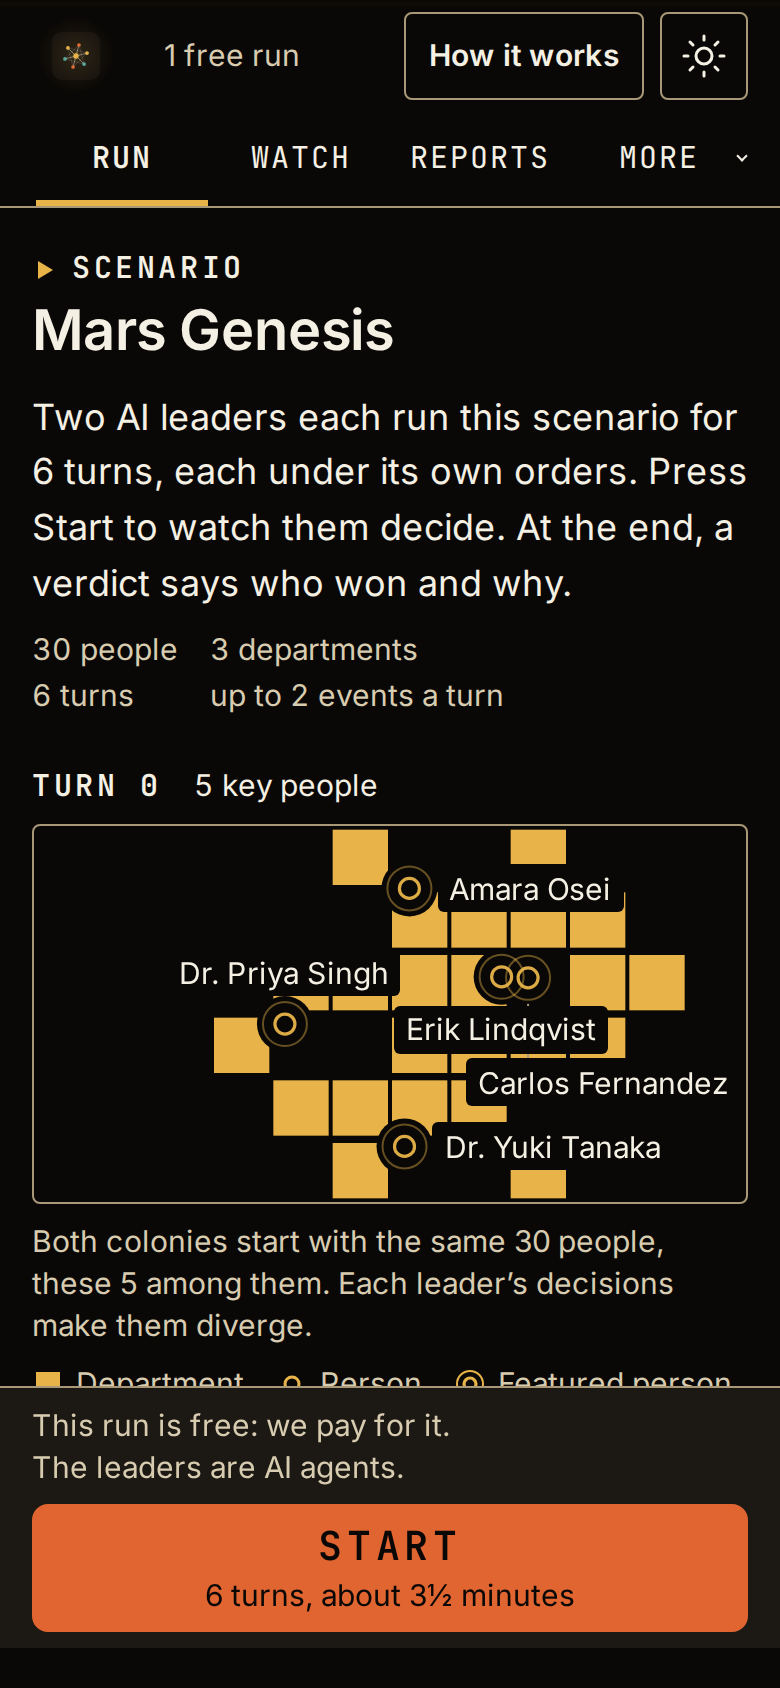 1 free run
How it works
RUN
WATCH
REPORTS
MORE
SCENARIO
Mars Genesis
Two AI leaders each run this scenario for
6 turns, each under its own orders. Press
Start to watch them decide. At the end, a
verdict says who won and why.
30 people 3 departments
6 turns up to 2 events a turn
TURN 0 5 key people
Amara Osei
Dr. Priya Singh
Erik Lindqvist
Carlos Fernandez
Dr. Yuki Tanaka
Both colonies start with the same 30 people,
these 5 among them. Each leader’s decisions
make them diverge.
Department Person Featured person
This run is free: we pay for it.
The leaders are AI agents.
START
6 turns, about 3½ minutes